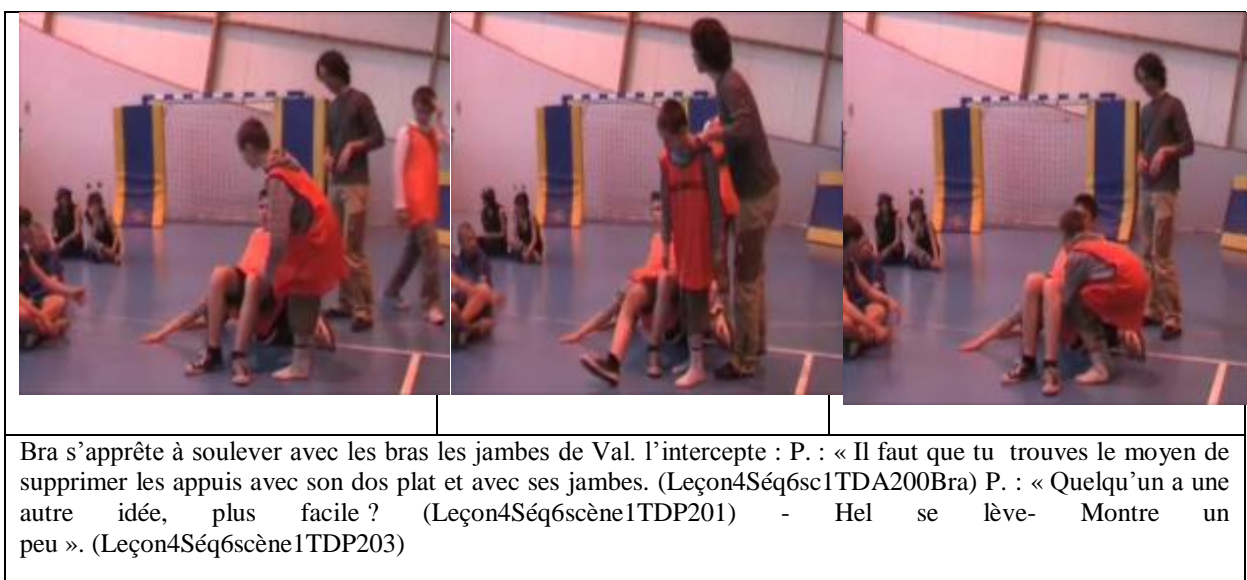 Bra s’apprête à soulever avec les bras les jambes de Val. l’intercepte : P. : « Il faut que tu trouves le moyen de
supprimer les appuis avec son dos plat et avec ses jambes. (Leçon4Séq6sc1TDA200Bra) P. : « Quelqu’un a une
autre idée, plus facile ? (Leçon4Séq6scène1TDP201) - Hel se lève- Montre un
peu ». (Leçon4Séq6scène1TDP203)